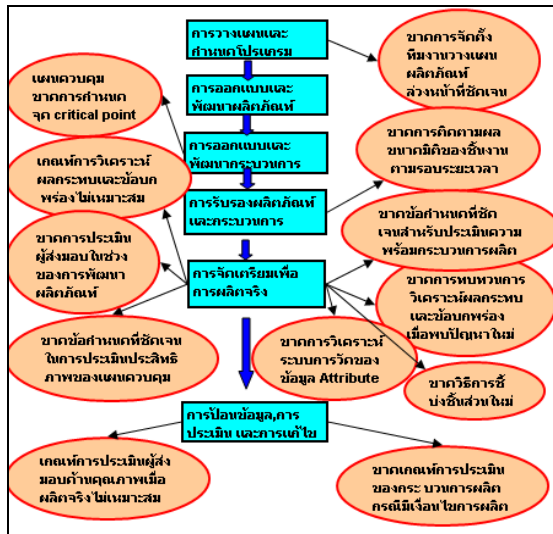 การวางแผนและ
กำหนดโปรแกรม
ขาดการจัดตั้ง
ทีมงานวางแผน
ผลิตภัณฑ์
ล่วงหน้าที่ชัดเจน
แผนควบคุม
ขาดการกำหนด
จุด critical point
การออกแบบและ
พัฒนาผลิตภัณฑ์
การออกแบบและ
พัฒนากระบวนการ
ขาดการติดตามผล
ขนาดมิติของชิ้นงาน
ตามรอบระยะเวลา
เกณฑ์การวิเคราะห์
ผลกระทบและข้อบก
พร่องไม่เหมาะสม
การรับรองผลิตภัณฑ์
และกระบวนการ
ขาดข้อกำหนดที่ชัด
เจนสำหรับประเมินความ
พร้อมกระบวนการผลิต
ขาดการประเมิน
ผู้ส่งมอบในช่วง
ของการพัฒนา
ผลิตภัณฑ์
การจัดเตรียมเพื่อ
การผลิตจริง
ขาดการทบทวนการ
วิเคราะห์ผลกระทบ
และข้อบกพร่อง
เมื่อพบปัญหาใหม่
ขาดข้อกำหนดที่ชัดเจน
ในการประเมินประสิทธิ
ภาพของแผนควบคุม
ขาดการวิเคราะห์
ระบบการวัดของ
ข้อมูล Attribute
ขาดวิธีการชี้
บ่งชิ้นส่วนใหม่
การป้อนข้อมูล,การ
ประเมิน และการแก้ไข
เกณฑ์การประเมินผู้ส่ง
มอบด้านคุณภาพเมื่อ
ผลิตจริงไม่เหมาะสม
ขาดเกณฑ์การประเมิน
ของกระ บวนการผลิต
กรณีมีเงื่อนไขการผลิต